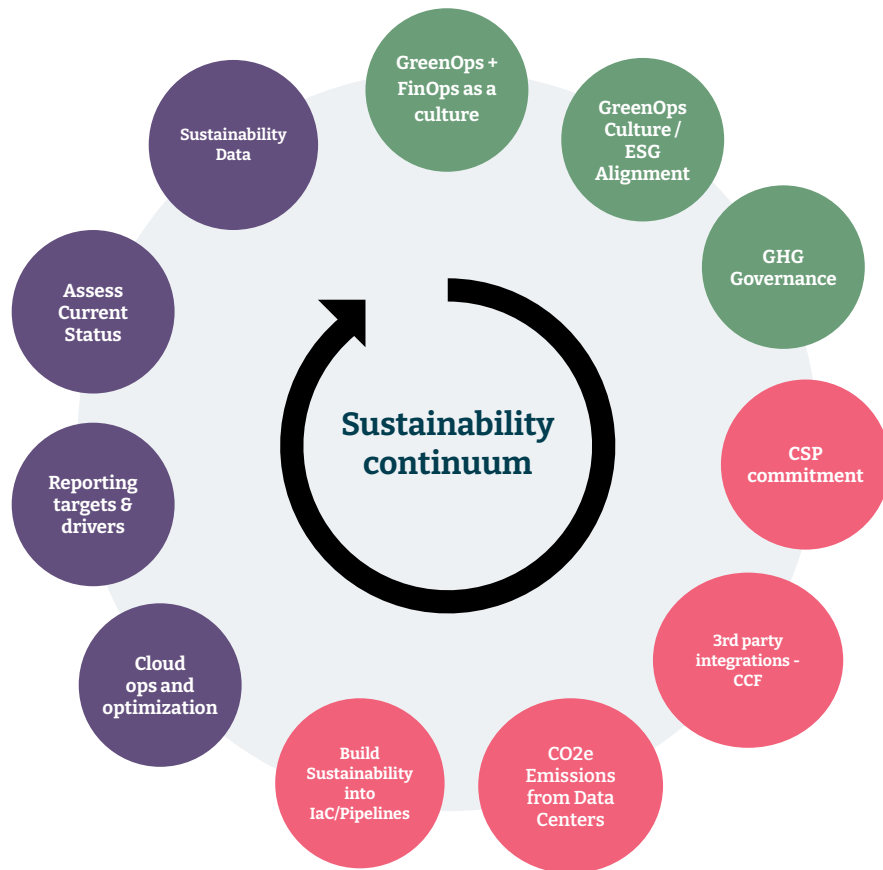 GreenOps +
FinOps as a
culture
GreenOps
Culture /
ESG
Alignment
GHG
Governance
CSP
commitment
3rd party
integrations -
CCF
CO2e
Emissions
from Data
Centers
Build
Sustainability
into
IaC/Pipelines
Cloud
ops and
optimization
Reporting
targets &
drivers
Assess
Current
Status
Sustainability
Data
Sustainability
continuum